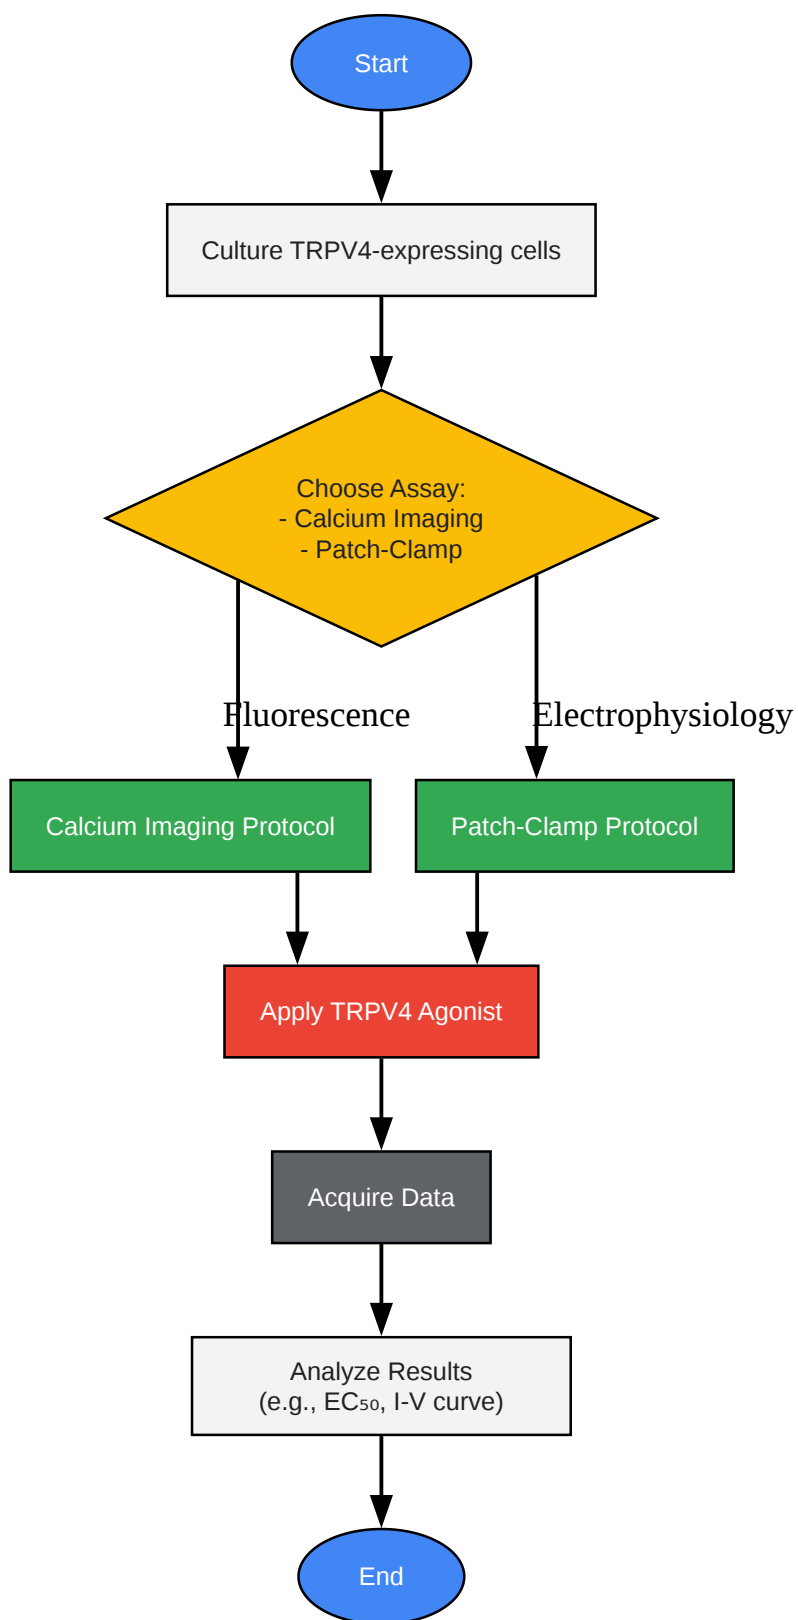 Start
Culture TRPV4-expressing cells
Choose Assay:
- Calcium Imaging
- Patch-Clamp
Fluorescence
Electrophysiology
Calcium Imaging Protocol
Patch-Clamp Protocol
Apply TRPV4 Agonist
Acquire Data
Analyze Results
(e.g., EC₅₀, I-V curve)
End